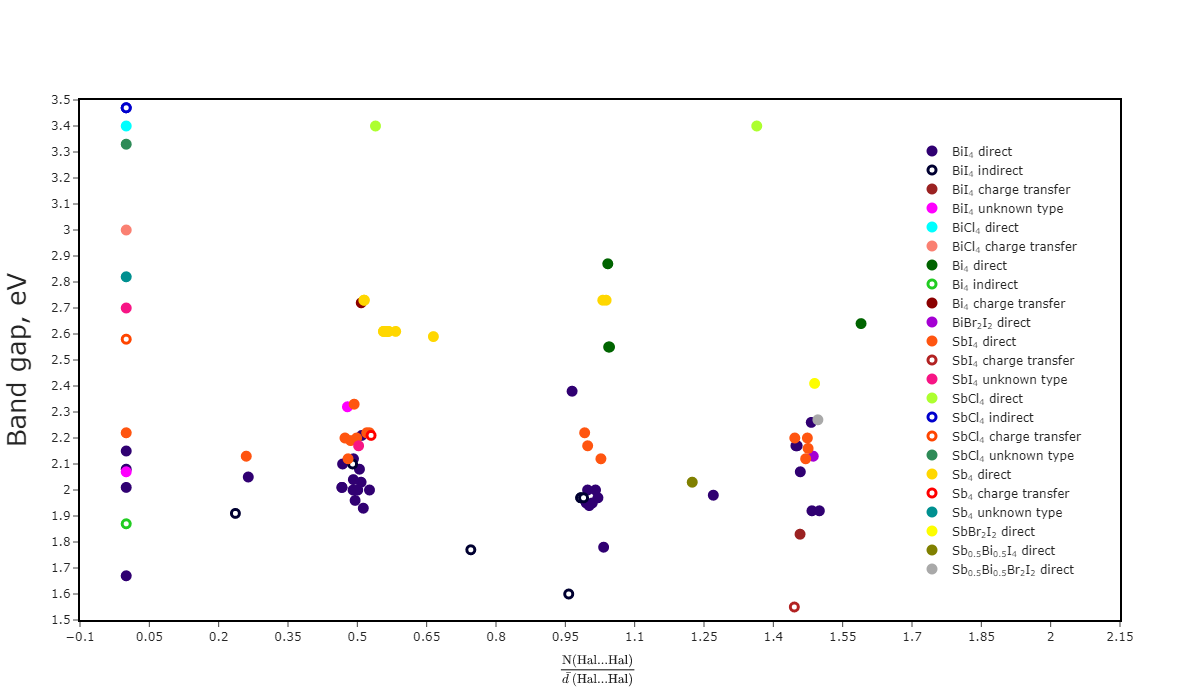 Band gap, eV
3.5
3.4
3.3
3.2
3.1
3
2.9
2.8
2.7
2.6
2.5
2.4
2.3
2.2
2.1
2
1.9
1.8
1.7
1.6
1.5
−0.1 0.05 0.2 0.35 0.5 0.65 0.8 0.95 1.1 1.25 1.4 1.55 1.7 1.85 2 2.15
N(Hal...Hal)
d̄ (Hal...Hal)
BiI₄ direct
BiI₄ indirect
BiI₄ charge transfer
BiI₄ unknown type
BiCl₄ direct
BiCl₄ charge transfer
Bi₄ direct
Bi₄ indirect
Bi₄ charge transfer
BiBr₂I₂ direct
SbI₄ direct
SbI₄ charge transfer
SbI₄ unknown type
SbCl₄ direct
SbCl₄ indirect
SbCl₄ charge transfer
SbCl₄ unknown type
Sb₄ direct
Sb₄ charge transfer
Sb₄ unknown type
SbBr₂I₂ direct
Sb₀.₅Bi₀.₅I₄ direct
Sb₀.₅Bi₀.₅Br₂I₂ direct